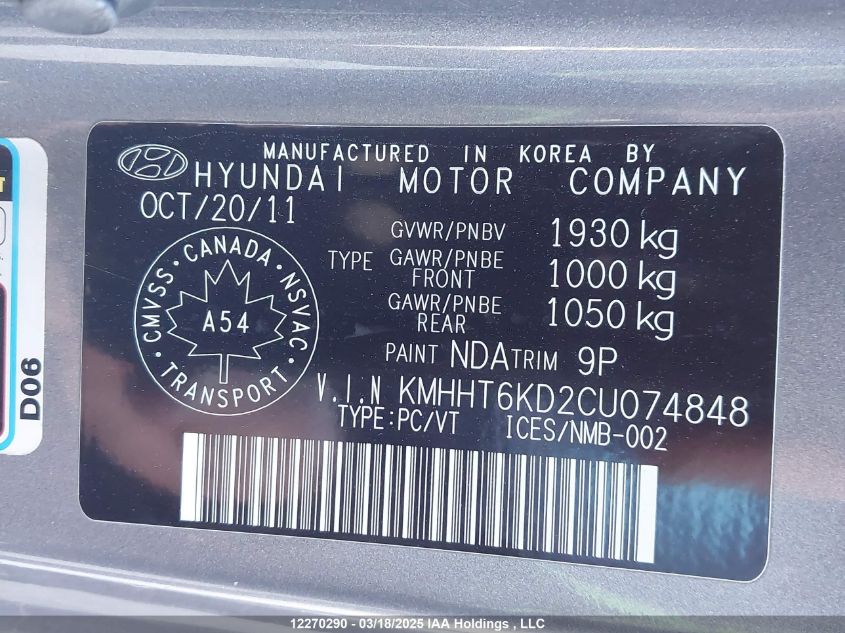 MANUFACTURED IN KOREA BY
HYUNDAI MOTOR COMPANY
OCT/20/11
GVWR/PNBV 1930 kg
TYPE GAWR/PNBE FRONT 1000 kg
GAWR/PNBE REAR 1050 kg
CMVSS · CANADA · NSVAC · TRANSPORT
A54
PAINT NDA TRIM 9P
V.I.N KMHHT6KD2CU074848
TYPE:PC/VT ICES/NMB-002
D06
12270290 - 03/18/2025 IAA Holdings , LLC